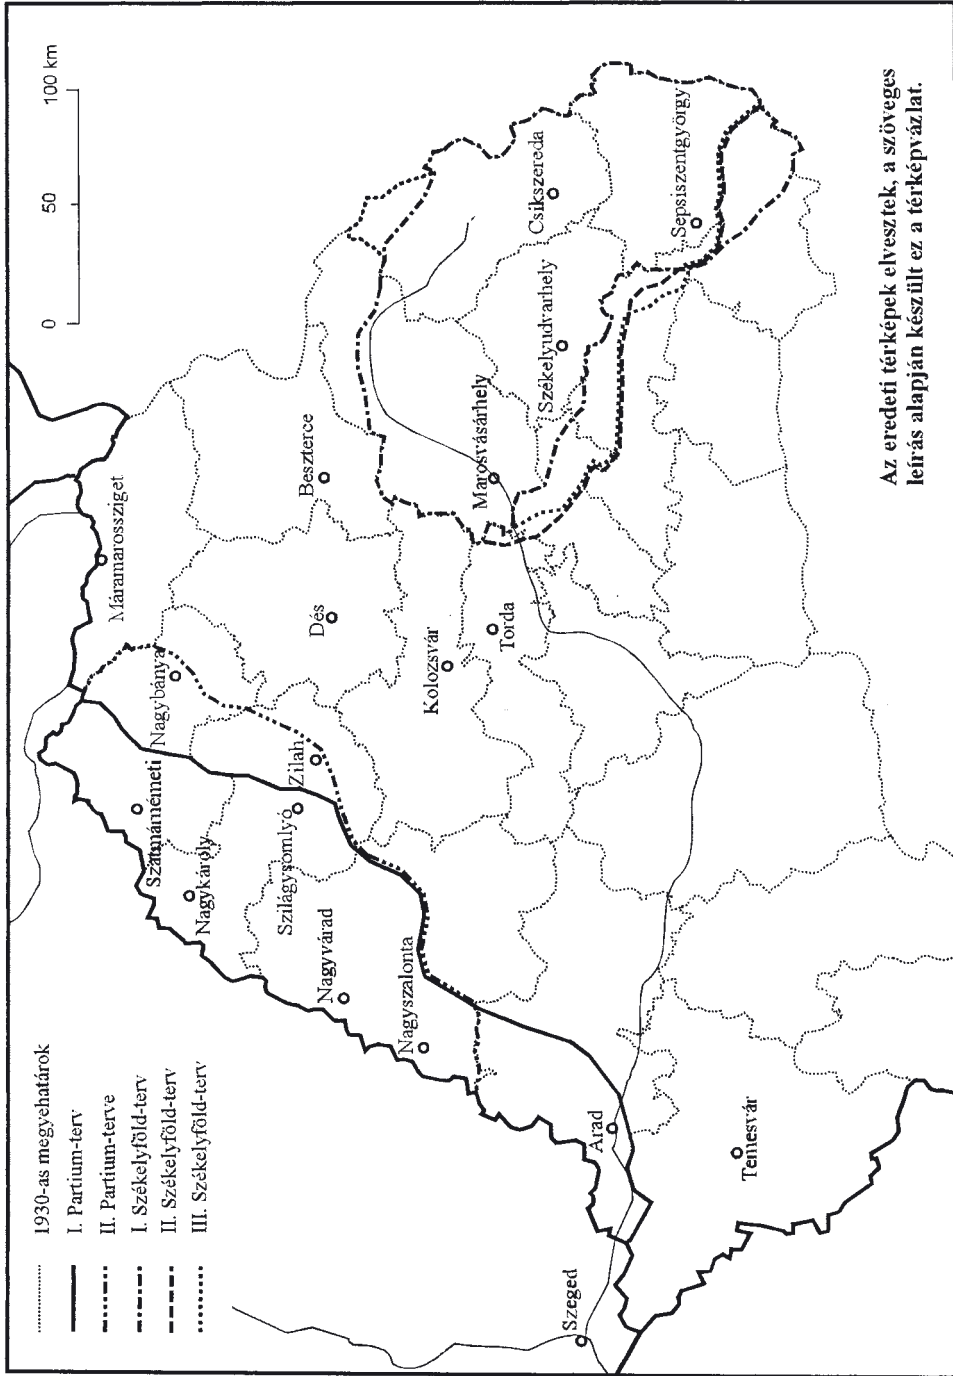 1930-as megyehatárok
I. Partium-terv
II. Partium-terve
I. Székelyföld-terv
II. Székelyföld-terv
III. Székelyföld-terv
0 50 100 km
Máramarossziget
Nagybánya
Szatmárnémeti
Nagykároly
Zilah
Szilágysomlyó
Nagyvárad
Nagyszalonta
Beszterce
Dés
Kolozsvár
Torda
Marosvásárhely
Székelyudvarhely
Csikszereda
Sepsiszentgyörgy
Arad
Temesvár
Szeged
Az eredeti térképek elvesztek, a szöveges
leírás alapján készült ez a térképvázlat.